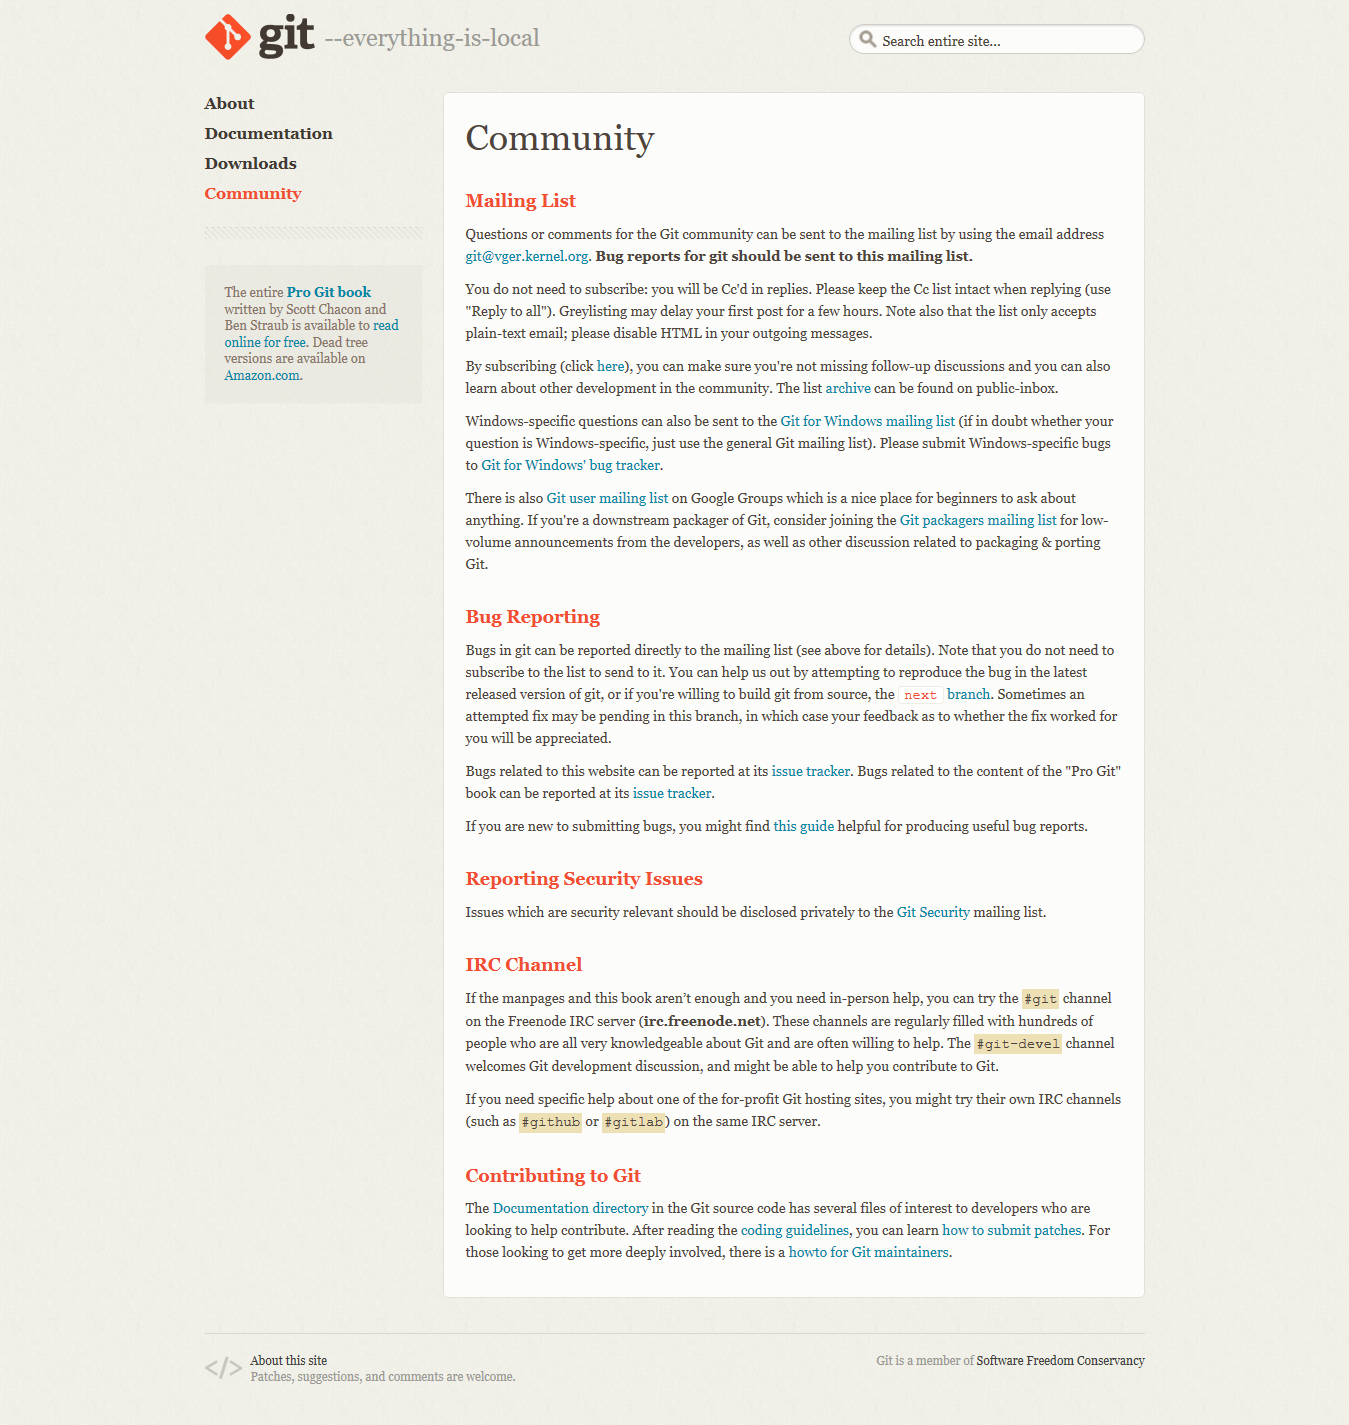 git --everything-is-local
Search entire site...
About
Documentation
Downloads
Community
The entire Pro Git book
written by Scott Chacon and
Ben Straub is available to read
online for free. Dead tree
versions are available on
Amazon.com.
Community
Mailing List
Questions or comments for the Git community can be sent to the mailing list by using the email address
git@vger.kernel.org. Bug reports for git should be sent to this mailing list.
You do not need to subscribe: you will be Cc'd in replies. Please keep the Cc list intact when replying (use
"Reply to all"). Greylisting may delay your first post for a few hours. Note also that the list only accepts
plain-text email; please disable HTML in your outgoing messages.
By subscribing (click here), you can make sure you're not missing follow-up discussions and you can also
learn about other development in the community. The list archive can be found on public-inbox.
Windows-specific questions can also be sent to the Git for Windows mailing list (if in doubt whether your
question is Windows-specific, just use the general Git mailing list). Please submit Windows-specific bugs
to Git for Windows' bug tracker.
There is also Git user mailing list on Google Groups which is a nice place for beginners to ask about
anything. If you're a downstream packager of Git, consider joining the Git packagers mailing list for low-
volume announcements from the developers, as well as other discussion related to packaging & porting
Git.
Bug Reporting
Bugs in git can be reported directly to the mailing list (see above for details). Note that you do not need to
subscribe to the list to send to it. You can help us out by attempting to reproduce the bug in the latest
released version of git, or if you're willing to build git from source, the next branch. Sometimes an
attempted fix may be pending in this branch, in which case your feedback as to whether the fix worked for
you will be appreciated.
Bugs related to this website can be reported at its issue tracker. Bugs related to the content of the "Pro Git"
book can be reported at its issue tracker.
If you are new to submitting bugs, you might find this guide helpful for producing useful bug reports.
Reporting Security Issues
Issues which are security relevant should be disclosed privately to the Git Security mailing list.
IRC Channel
If the manpages and this book aren’t enough and you need in-person help, you can try the #git channel
on the Freenode IRC server (irc.freenode.net). These channels are regularly filled with hundreds of
people who are all very knowledgeable about Git and are often willing to help. The #git-devel channel
welcomes Git development discussion, and might be able to help you contribute to Git.
If you need specific help about one of the for-profit Git hosting sites, you might try their own IRC channels
(such as #github or #gitlab) on the same IRC server.
Contributing to Git
The Documentation directory in the Git source code has several files of interest to developers who are
looking to help contribute. After reading the coding guidelines, you can learn how to submit patches. For
those looking to get more deeply involved, there is a howto for Git maintainers.
</> About this site
Patches, suggestions, and comments are welcome.
Git is a member of Software Freedom Conservancy